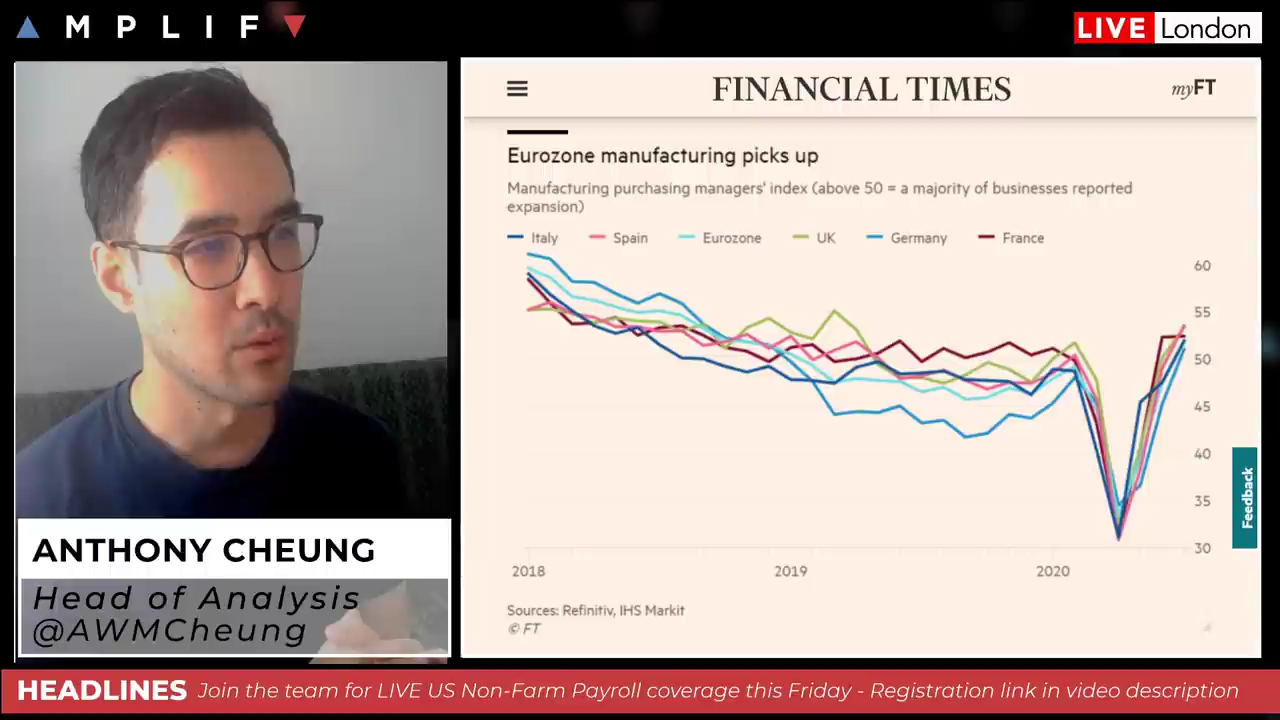 ▲ M P L I F ▼
LIVE London
FINANCIAL TIMES
myFT
Eurozone manufacturing picks up
Manufacturing purchasing managers' index (above 50 = a majority of businesses reported
expansion)
Italy Spain Eurozone UK Germany France
60
55
50
45
40
35
30
2018 2019 2020
Sources: Refinitiv, IHS Markit
© FT
Feedback
ANTHONY CHEUNG
Head of Analysis
@AWMCheung
HEADLINES Join the team for LIVE US Non-Farm Payroll coverage this Friday - Registration link in video description